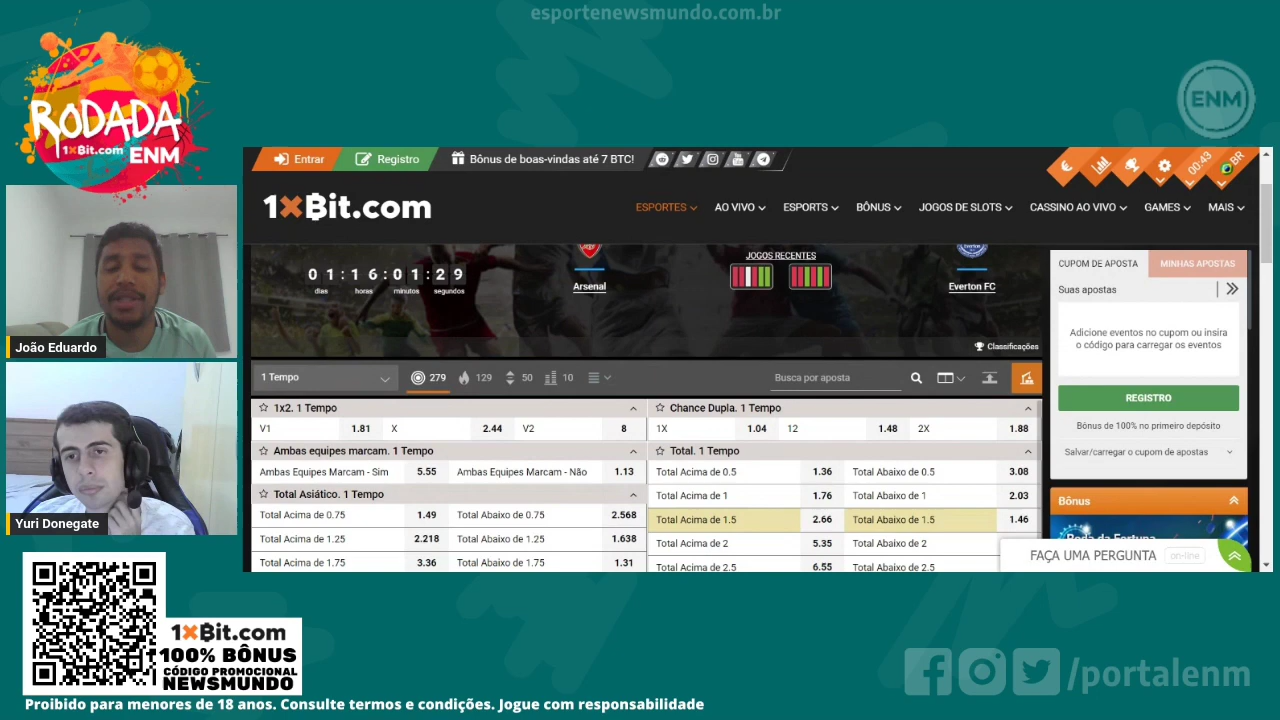 esportenewsmundo.com.br
RODADA
1xBit.com
ENM
ENM
Entrar
Registro
Bônus de boas-vindas até 7 BTC!
€
00:43
BR
1xBit.com
ESPORTES
AO VIVO
ESPORTS
BÔNUS
JOGOS DE SLOTS
CASSINO AO VIVO
GAMES
MAIS
01:16:01:29
dias horas minutos segundos
Arsenal
JOGOS RECENTES
Everton FC
Classificações
CUPOM DE APOSTA
MINHAS APOSTAS
Suas apostas
Adicione eventos no cupom ou insira
o código para carregar os eventos
REGISTRO
Bônus de 100% no primeiro depósito
Salvar/carregar o cupom de apostas
Bônus
Roda da Fortuna
FAÇA UMA PERGUNTA
on-line
1 Tempo
279
129
50
10
Busca por aposta
1x2. 1 Tempo
V1 1.81 X 2.44 V2 8
Ambas equipes marcam. 1 Tempo
Ambas Equipes Marcam - Sim 5.55 Ambas Equipes Marcam - Não 1.13
Total Asiático. 1 Tempo
Total Acima de 0.75 1.49 Total Abaixo de 0.75 2.568
Total Acima de 1.25 2.218 Total Abaixo de 1.25 1.638
Total Acima de 1.75 3.36 Total Abaixo de 1.75 1.31
Chance Dupla. 1 Tempo
1X 1.04 12 1.48 2X 1.88
Total. 1 Tempo
Total Acima de 0.5 1.36 Total Abaixo de 0.5 3.08
Total Acima de 1 1.76 Total Abaixo de 1 2.03
Total Acima de 1.5 2.66 Total Abaixo de 1.5 1.46
Total Acima de 2 5.35 Total Abaixo de 2
Total Acima de 2.5 6.55 Total Abaixo de 2.5
João Eduardo
Yuri Donegate
1xBit.com
100% BÔNUS
CÓDIGO PROMOCIONAL
NEWSMUNDO
/portalenm
Proibido para menores de 18 anos. Consulte termos e condições. Jogue com responsabilidade